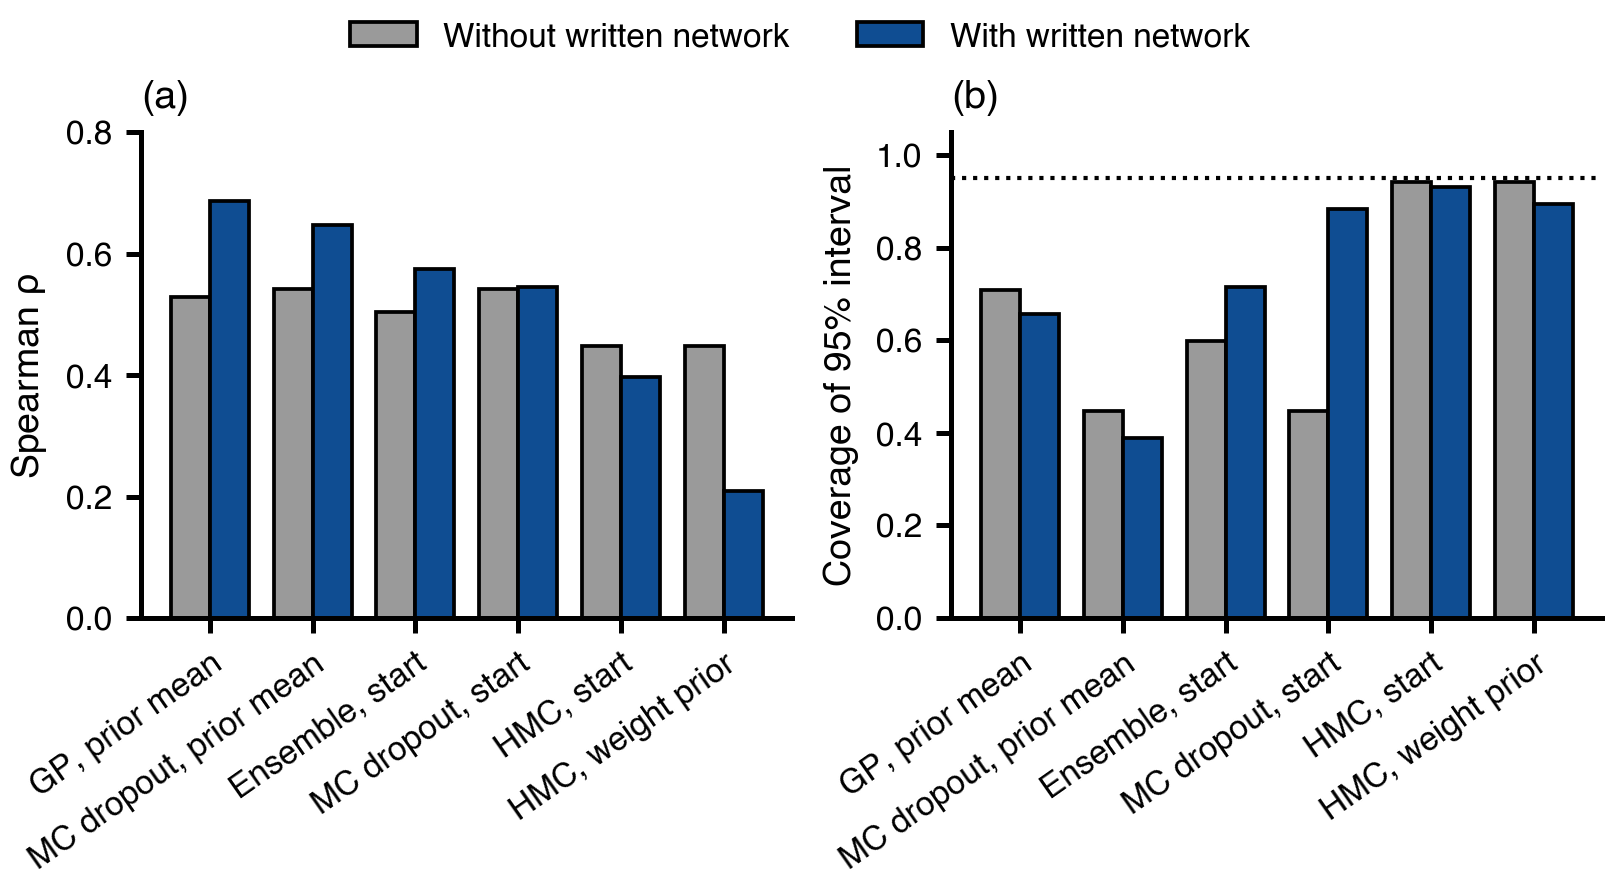 Without written network
With written network
(a)
Spearman ρ
0.8
0.6
0.4
0.2
0.0
GP, prior mean
MC dropout, prior mean
Ensemble, start
MC dropout, start
HMC, start
HMC, weight prior
(b)
Coverage of 95% interval
1.0
0.8
0.6
0.4
0.2
0.0
GP, prior mean
MC dropout, prior mean
Ensemble, start
MC dropout, start
HMC, start
HMC, weight prior